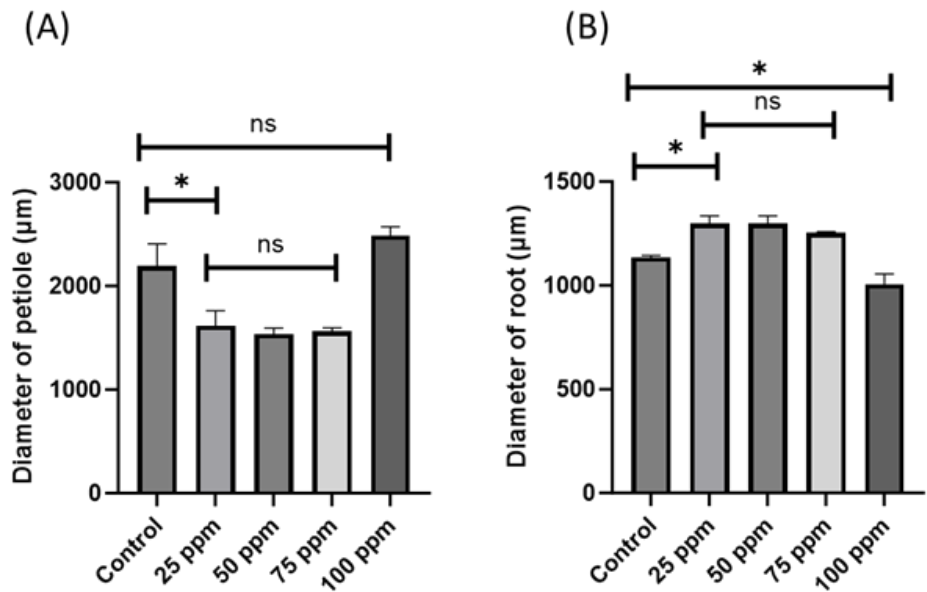 (A)
ns
*
ns
3000
2000
1000
0
Diameter of petiole (µm)
Control
25 ppm
50 ppm
75 ppm
100 ppm
(B)
*
ns
*
1500
1000
500
0
Diameter of root (µm)
Control
25 ppm
50 ppm
75 ppm
100 ppm